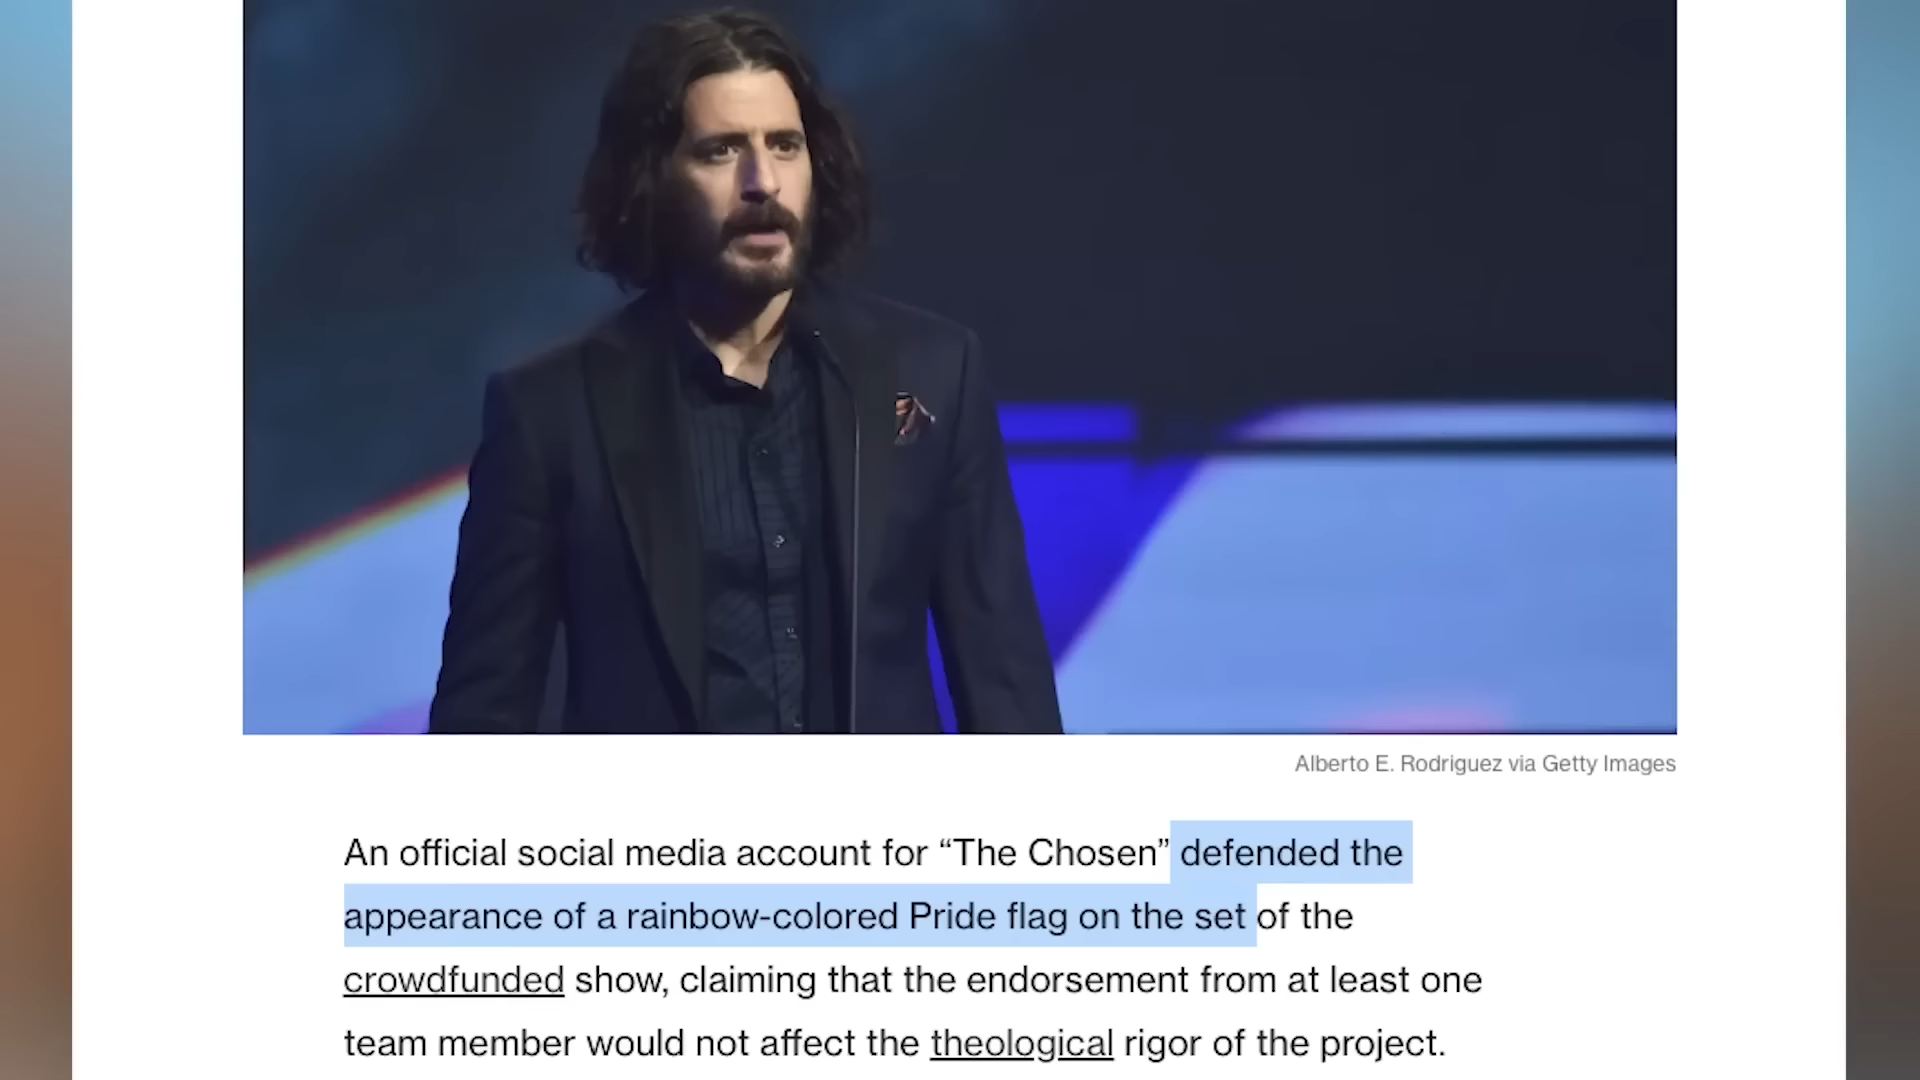 Alberto E. Rodriguez via Getty Images
An official social media account for “The Chosen” defended the
appearance of a rainbow-colored Pride flag on the set of the
crowdfunded show, claiming that the endorsement from at least one
team member would not affect the theological rigor of the project.